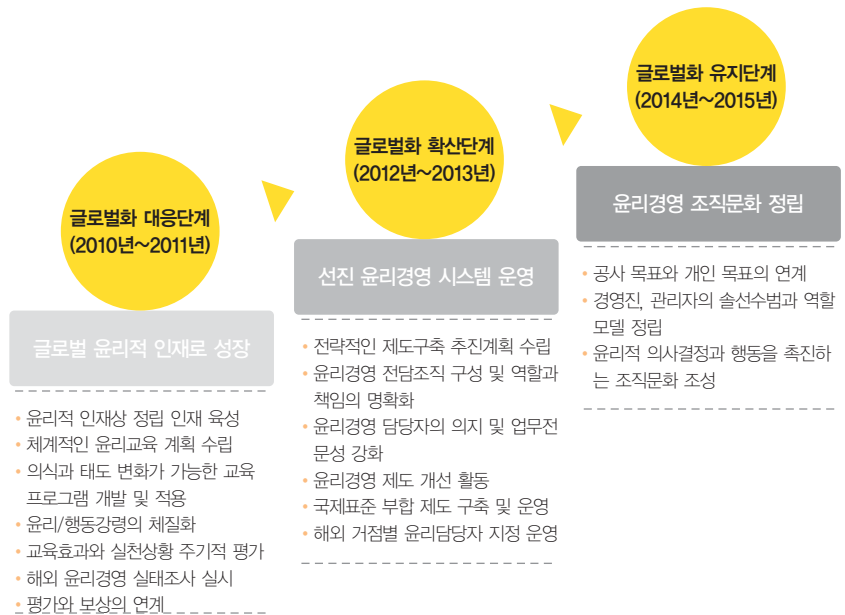 글로벌화 대응단계
(2010년~2011년)
글로벌 윤리적 인재로 성장
• 윤리적 인재상 정립 인재 육성
• 체계적인 윤리교육 계획 수립
• 의식과 태도 변화가 가능한 교육
프로그램 개발 및 적용
• 윤리/행동강령의 체질화
• 교육효과와 실천상황 주기적 평가
• 해외 윤리경영 실태조사 실시
• 평가와 보상의 연계
글로벌화 확산단계
(2012년~2013년)
선진 윤리경영 시스템 운영
• 전략적인 제도구축 추진계획 수립
• 윤리경영 전담조직 구성 및 역할과
책임의 명확화
• 윤리경영 담당자의 의지 및 업무전
문성 강화
• 윤리경영 제도 개선 활동
• 국제표준 부합 제도 구축 및 운영
• 해외 거점별 윤리담당자 지정 운영
글로벌화 유지단계
(2014년~2015년)
윤리경영 조직문화 정립
• 공사 목표와 개인 목표의 연계
• 경영진, 관리자의 솔선수범과 역할
모델 정립
• 윤리적 의사결정과 행동을 촉진하
는 조직문화 조성